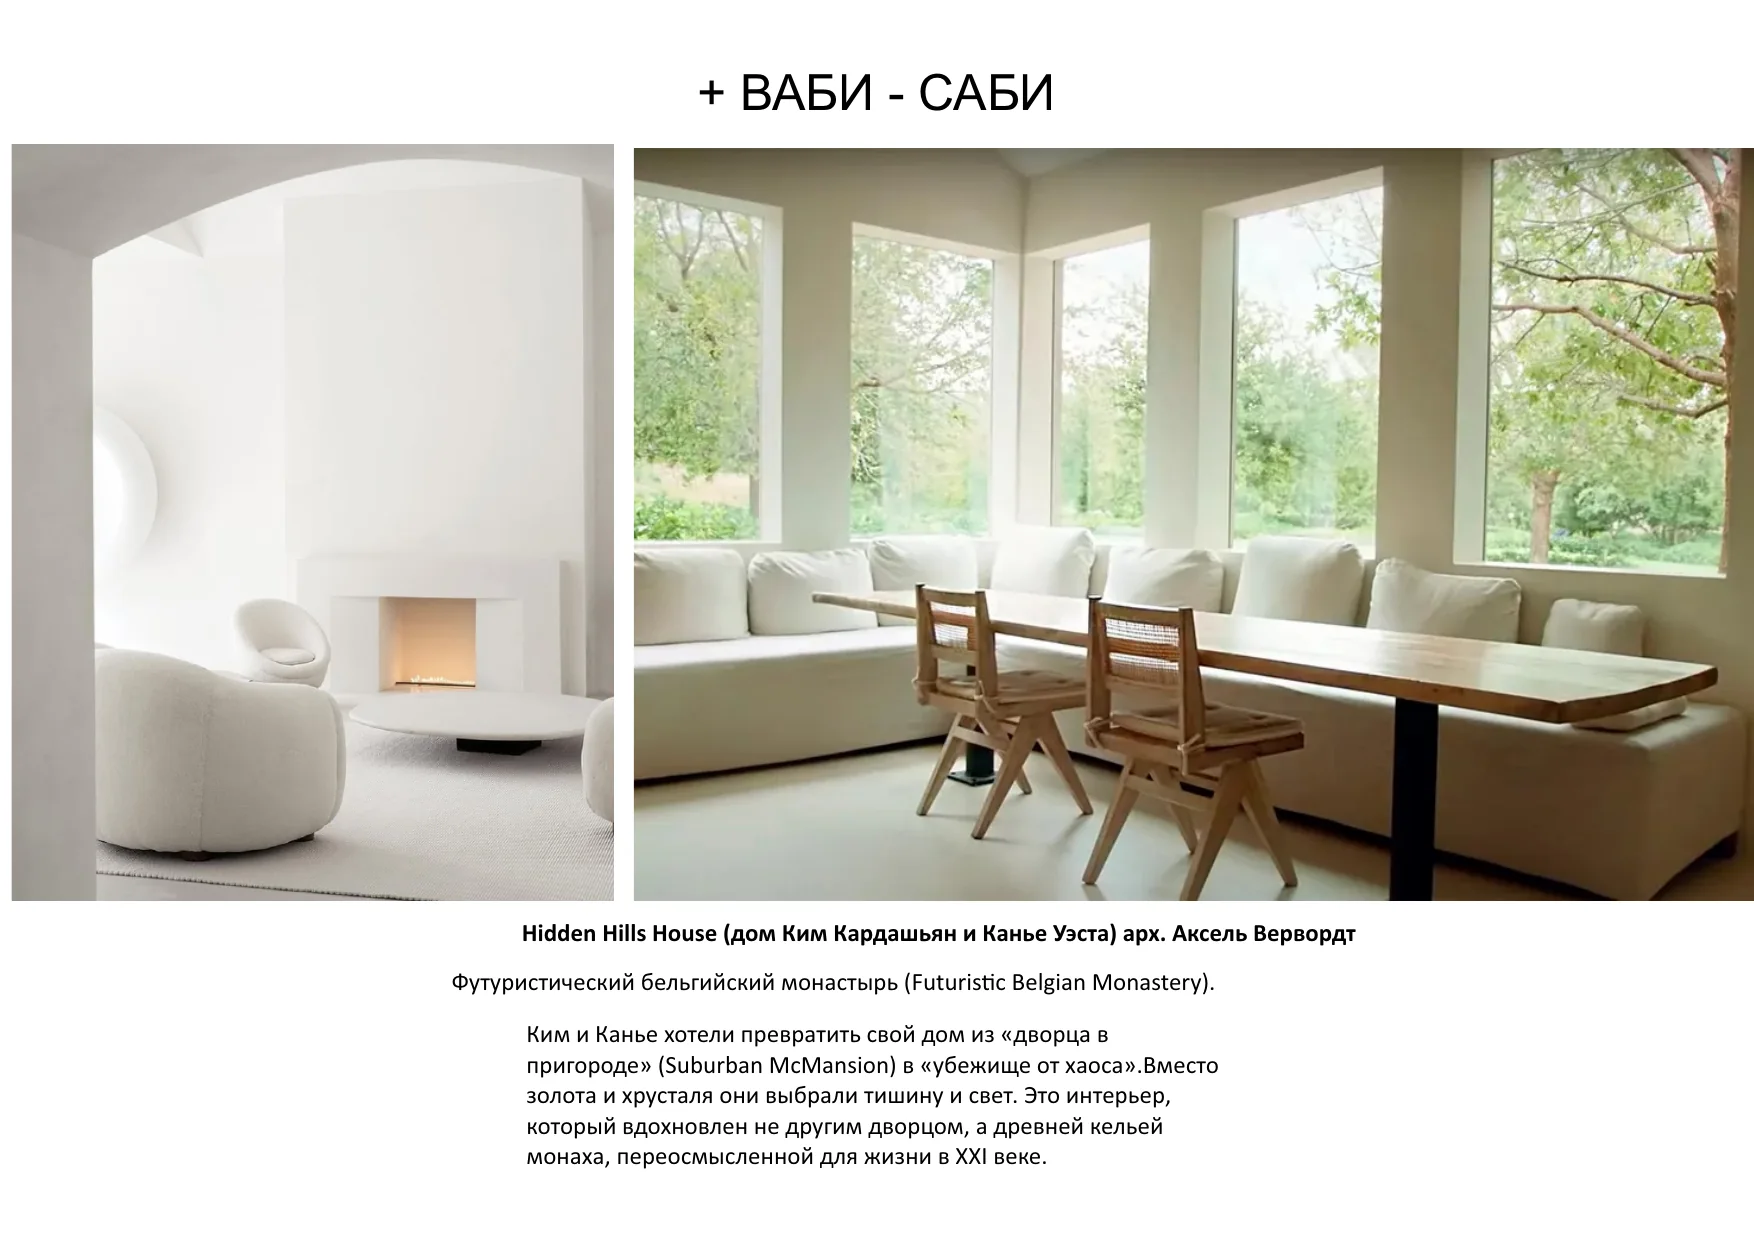 + ВАБИ - САБИ
Hidden Hills House (дом Ким Кардашьян и Канье Уэста) арх. Аксель Вервордт
Футуристический бельгийский монастырь (Futuristic Belgian Monastery).
Ким и Канье хотели превратить свой дом из «дворца в
пригороде» (Suburban McMansion) в «убежище от хаоса».Вместо
золота и хрусталя они выбрали тишину и свет. Это интерьер,
который вдохновлен не другим дворцом, а древней кельей
монаха, переосмысленной для жизни в XXI веке.